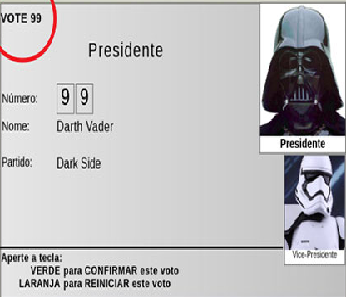 VOTE 99
Presidente
Número: 9 9
Nome: Darth Vader
Partido: Dark Side
Presidente
Vice-Presidente
Aperte a tecla:
VERDE para CONFIRMAR este voto
LARANJA para REINICIAR este voto